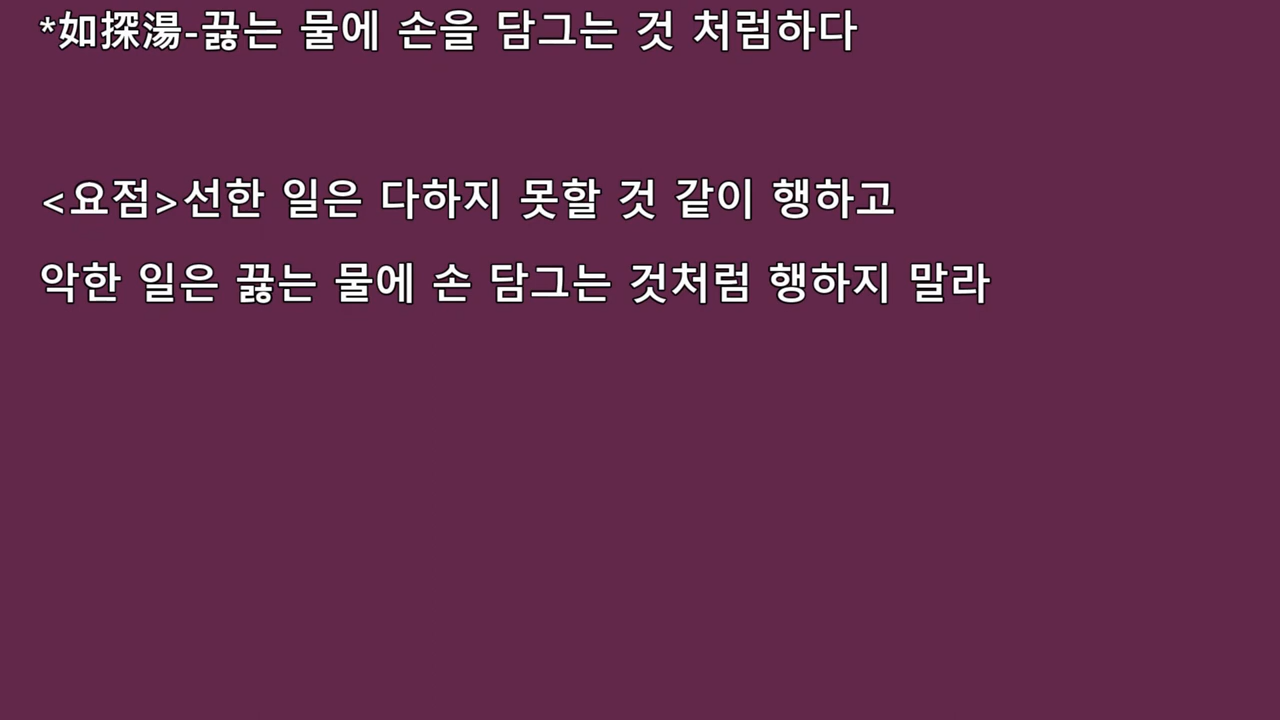 *如探湯-끓는 물에 손을 담그는 것 처럼하다
<요점>선한 일은 다하지 못할 것 같이 행하고
악한 일은 끓는 물에 손 담그는 것처럼 행하지 말라